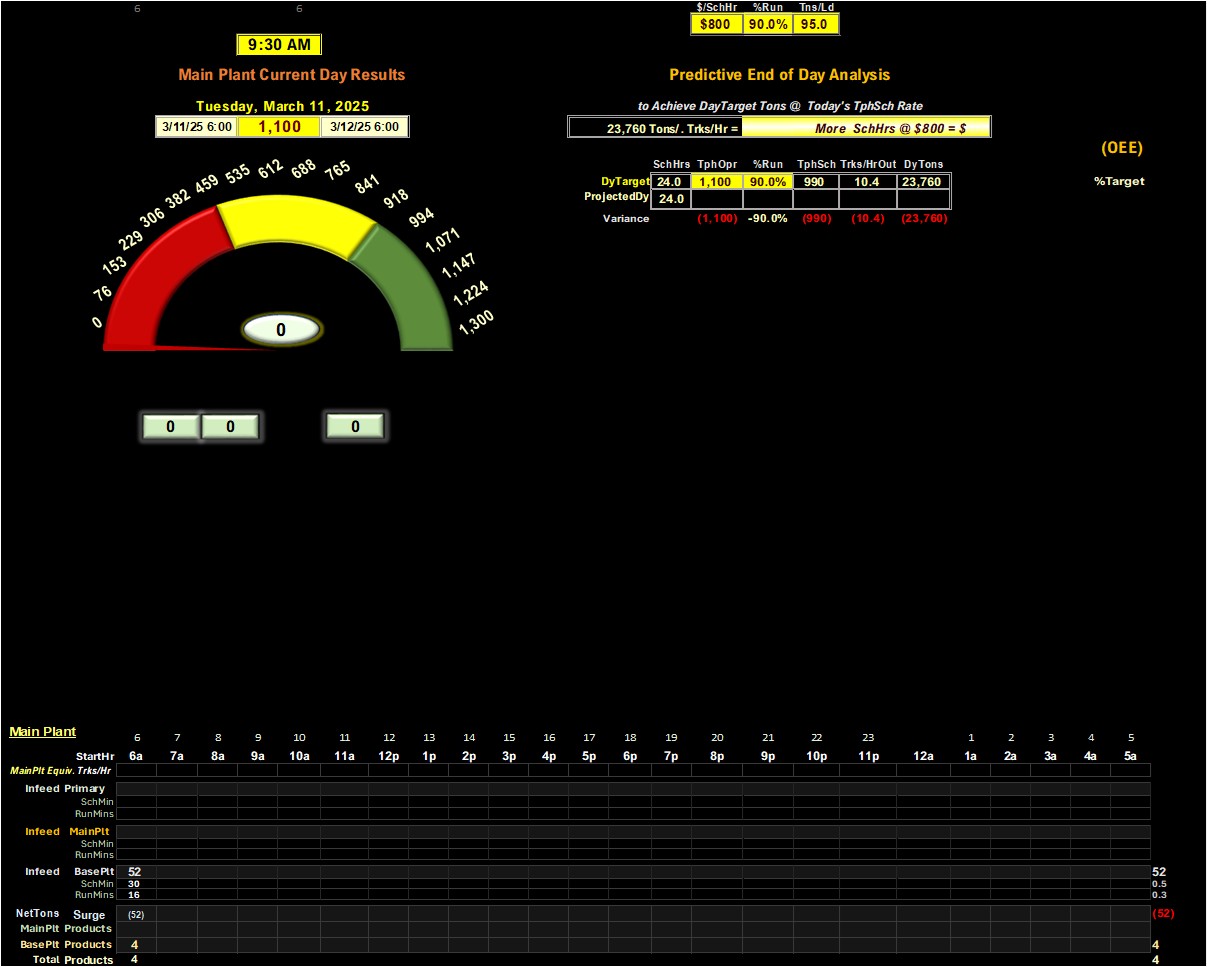 6 6
$/SchHr %Run Tns/Ld
$800 90.0% 95.0
9:30 AM
Main Plant Current Day Results
Predictive End of Day Analysis
Tuesday, March 11, 2025
to Achieve DayTarget Tons @ Today's TphSch Rate
3/11/25 6:00 1,100 3/12/25 6:00
23,760 Tons/. Trks/Hr = More SchHrs @ $800 = $
(OEE)
%Target
SchHrs TphOpr %Run TphSch Trks/HrOut DyTons
DyTarget 24.0 1,100 90.0% 990 10.4 23,760
ProjectedDy 24.0
Variance (1,100) -90.0% (990) (10.4) (23,760)
0
76
153
229
306
382
459
535
612
688
765
841
918
994
1,071
1,147
1,224
1,300
0
0 0 0
Main Plant
6 7 8 9 10 11 12 13 14 15 16 17 18 19 20 21 22 23 1 2 3 4 5
StartHr 6a 7a 8a 9a 10a 11a 12p 1p 2p 3p 4p 5p 6p 7p 8p 9p 10p 11p 12a 1a 2a 3a 4a 5a
MainPlt Equiv. Trks/Hr
Infeed Primary
SchMin
RunMins
Infeed MainPlt
SchMin
RunMins
Infeed BasePlt 52 52
SchMin 30 0.5
RunMins 16 0.3
NetTons Surge (52) (52)
MainPlt Products
BasePlt Products 4 4
Total Products 4 4